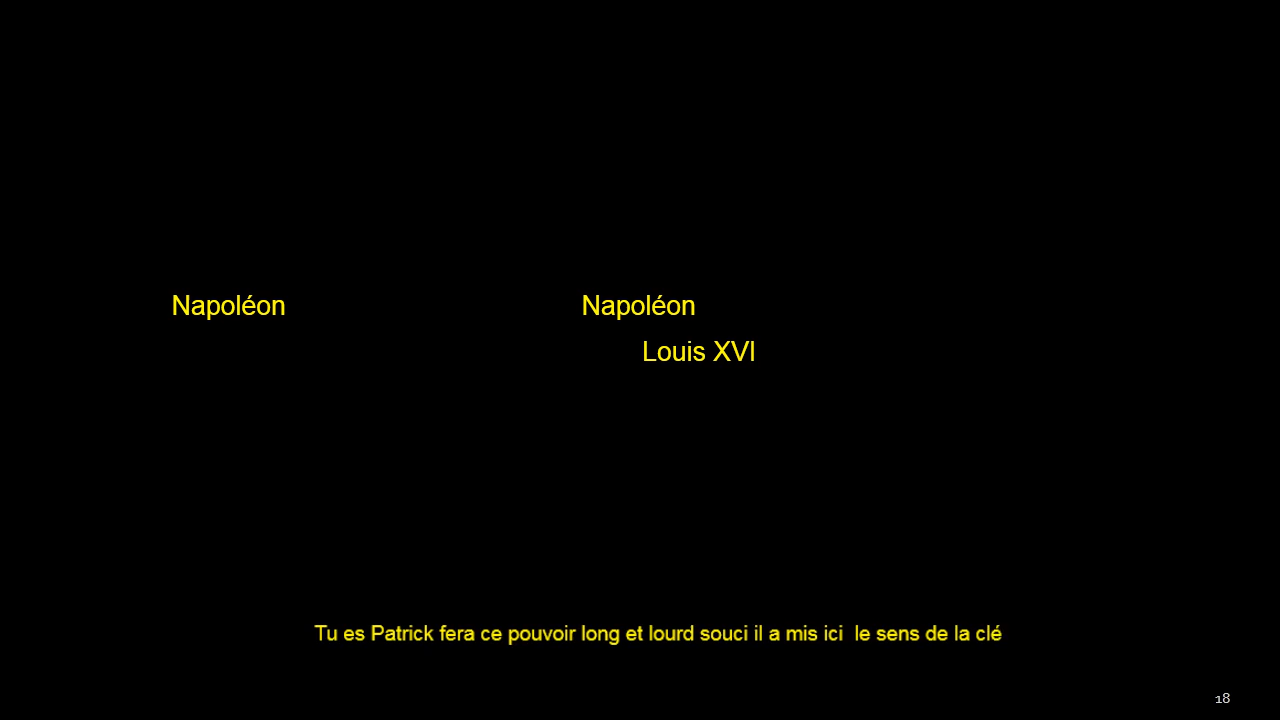 Napoléon Napoléon
Louis XVI
Tu es Patrick fera ce pouvoir long et lourd souci il a mis ici  le sens de la clé
18